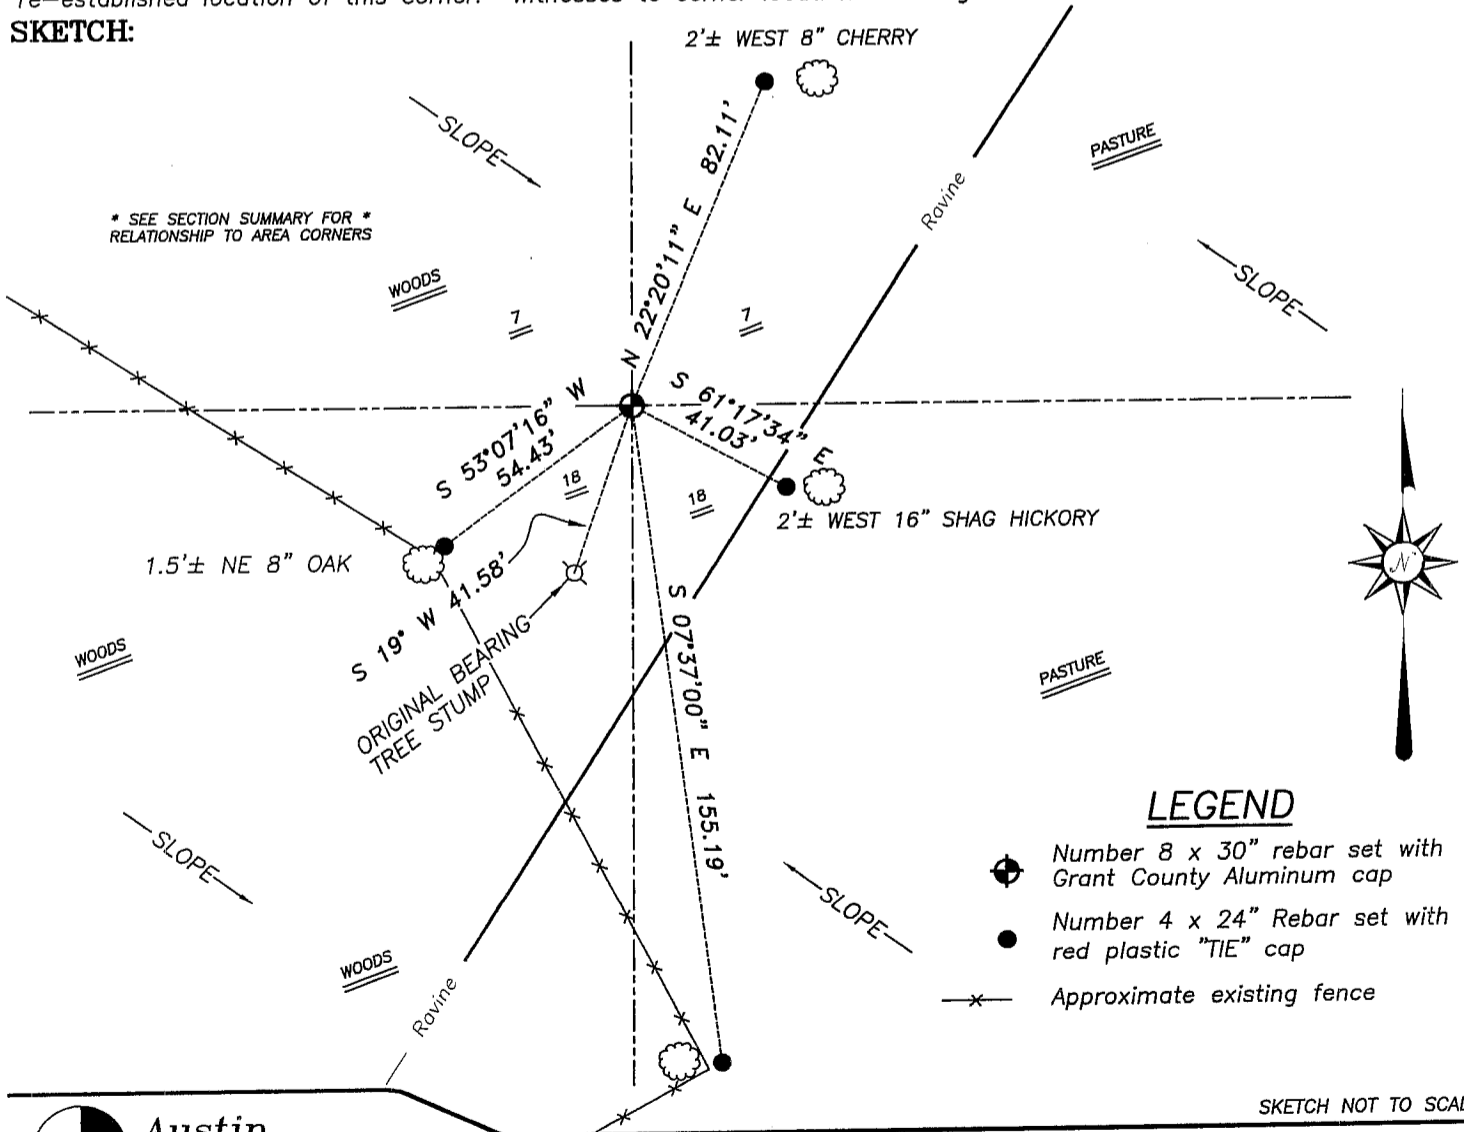 SKETCH:
2'± WEST 8" CHERRY
SLOPE
N 22°20'11" E 82.11'
PASTURE
Ravine
* SEE SECTION SUMMARY FOR *
RELATIONSHIP TO AREA CORNERS
WOODS
7
7
SLOPE
S 53°07'16" W
54.43'
S 61°17'34" E
41.03'
18
18
2'± WEST 16" SHAG HICKORY
1.5'± NE 8" OAK
S 19° W 41.58'
ORIGINAL BEARING
TREE STUMP
S 07°37'00" E 155.19'
N
WOODS
PASTURE
SLOPE
SLOPE
WOODS
Ravine
LEGEND
Number 8 x 30" rebar set with
Grant County Aluminum cap
Number 4 x 24" Rebar set with
red plastic "TIE" cap
Approximate existing fence
SKETCH NOT TO SCAL
Austin